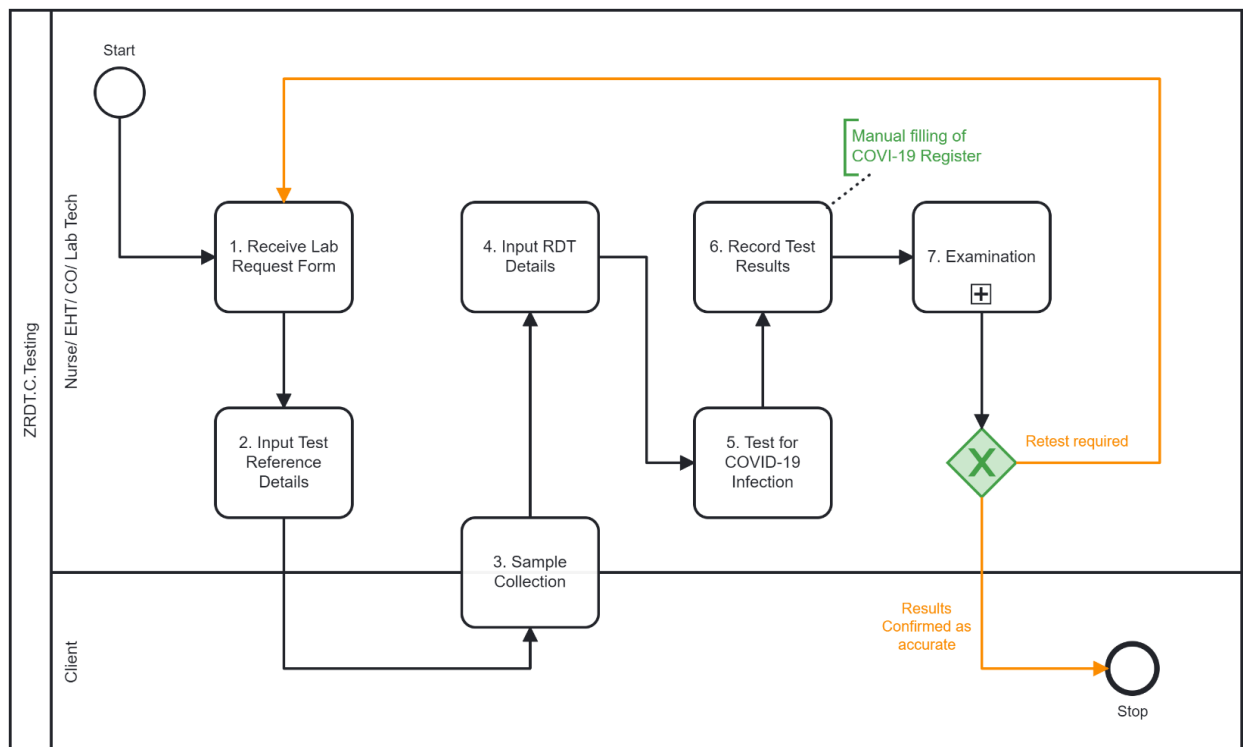 ZRDT.C.Testing
Nurse/ EHT/ CO/ Lab Tech
Start
1. Receive Lab
Request Form
2. Input Test
Reference
Details
3. Sample
Collection
4. Input RDT
Details
5. Test for
COVID-19
Infection
6. Record Test
Results
Manual filling of
COVI-19 Register
7. Examination
X
Retest required
Results
Confirmed as
accurate
Client
Stop